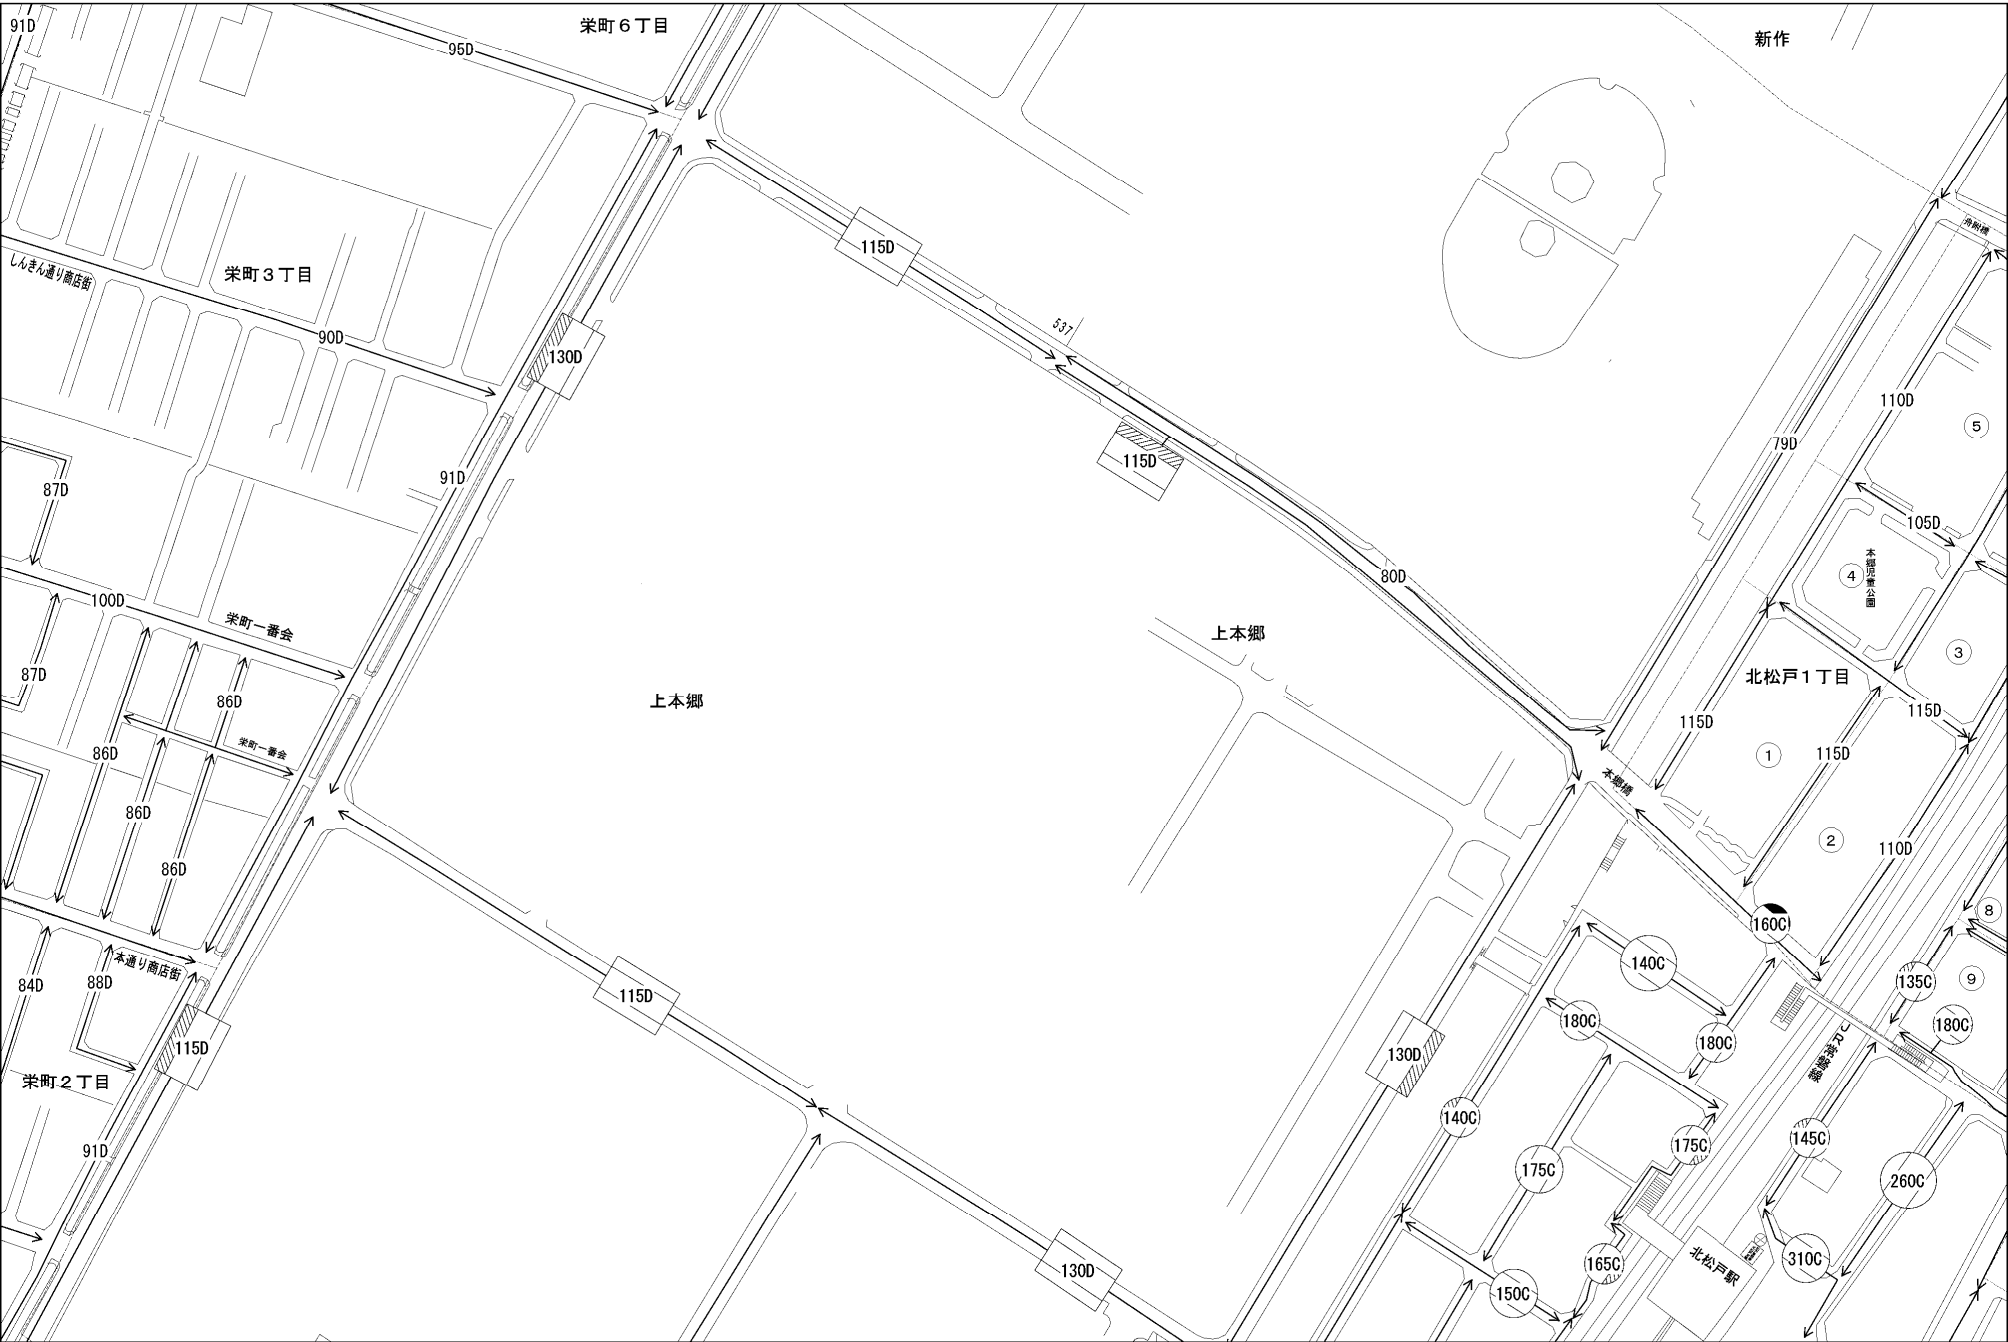 91D
栄町6丁目
新作
95D
舟附橋
115D
しんきん通り商店街
栄町3丁目
537
90D
130D
110D
⑤
79D
115D
91D
87D
105D
本郷児童公園
④
80D
100D
栄町一番会
上本郷
③
北松戸1丁目
87D
86D
上本郷
115D
115D
栄町一番会
86D
115D
①
本郷橋
86D
②
110D
86D
160C
⑧
本通り商店街
140C
84D
88D
115D
135C
⑨
180C
180C
180C
115D
130D
JR常磐線
栄町2丁目
140C
175C
145C
91D
175C
260C
130D
165C
北松戸駅
310C
150C